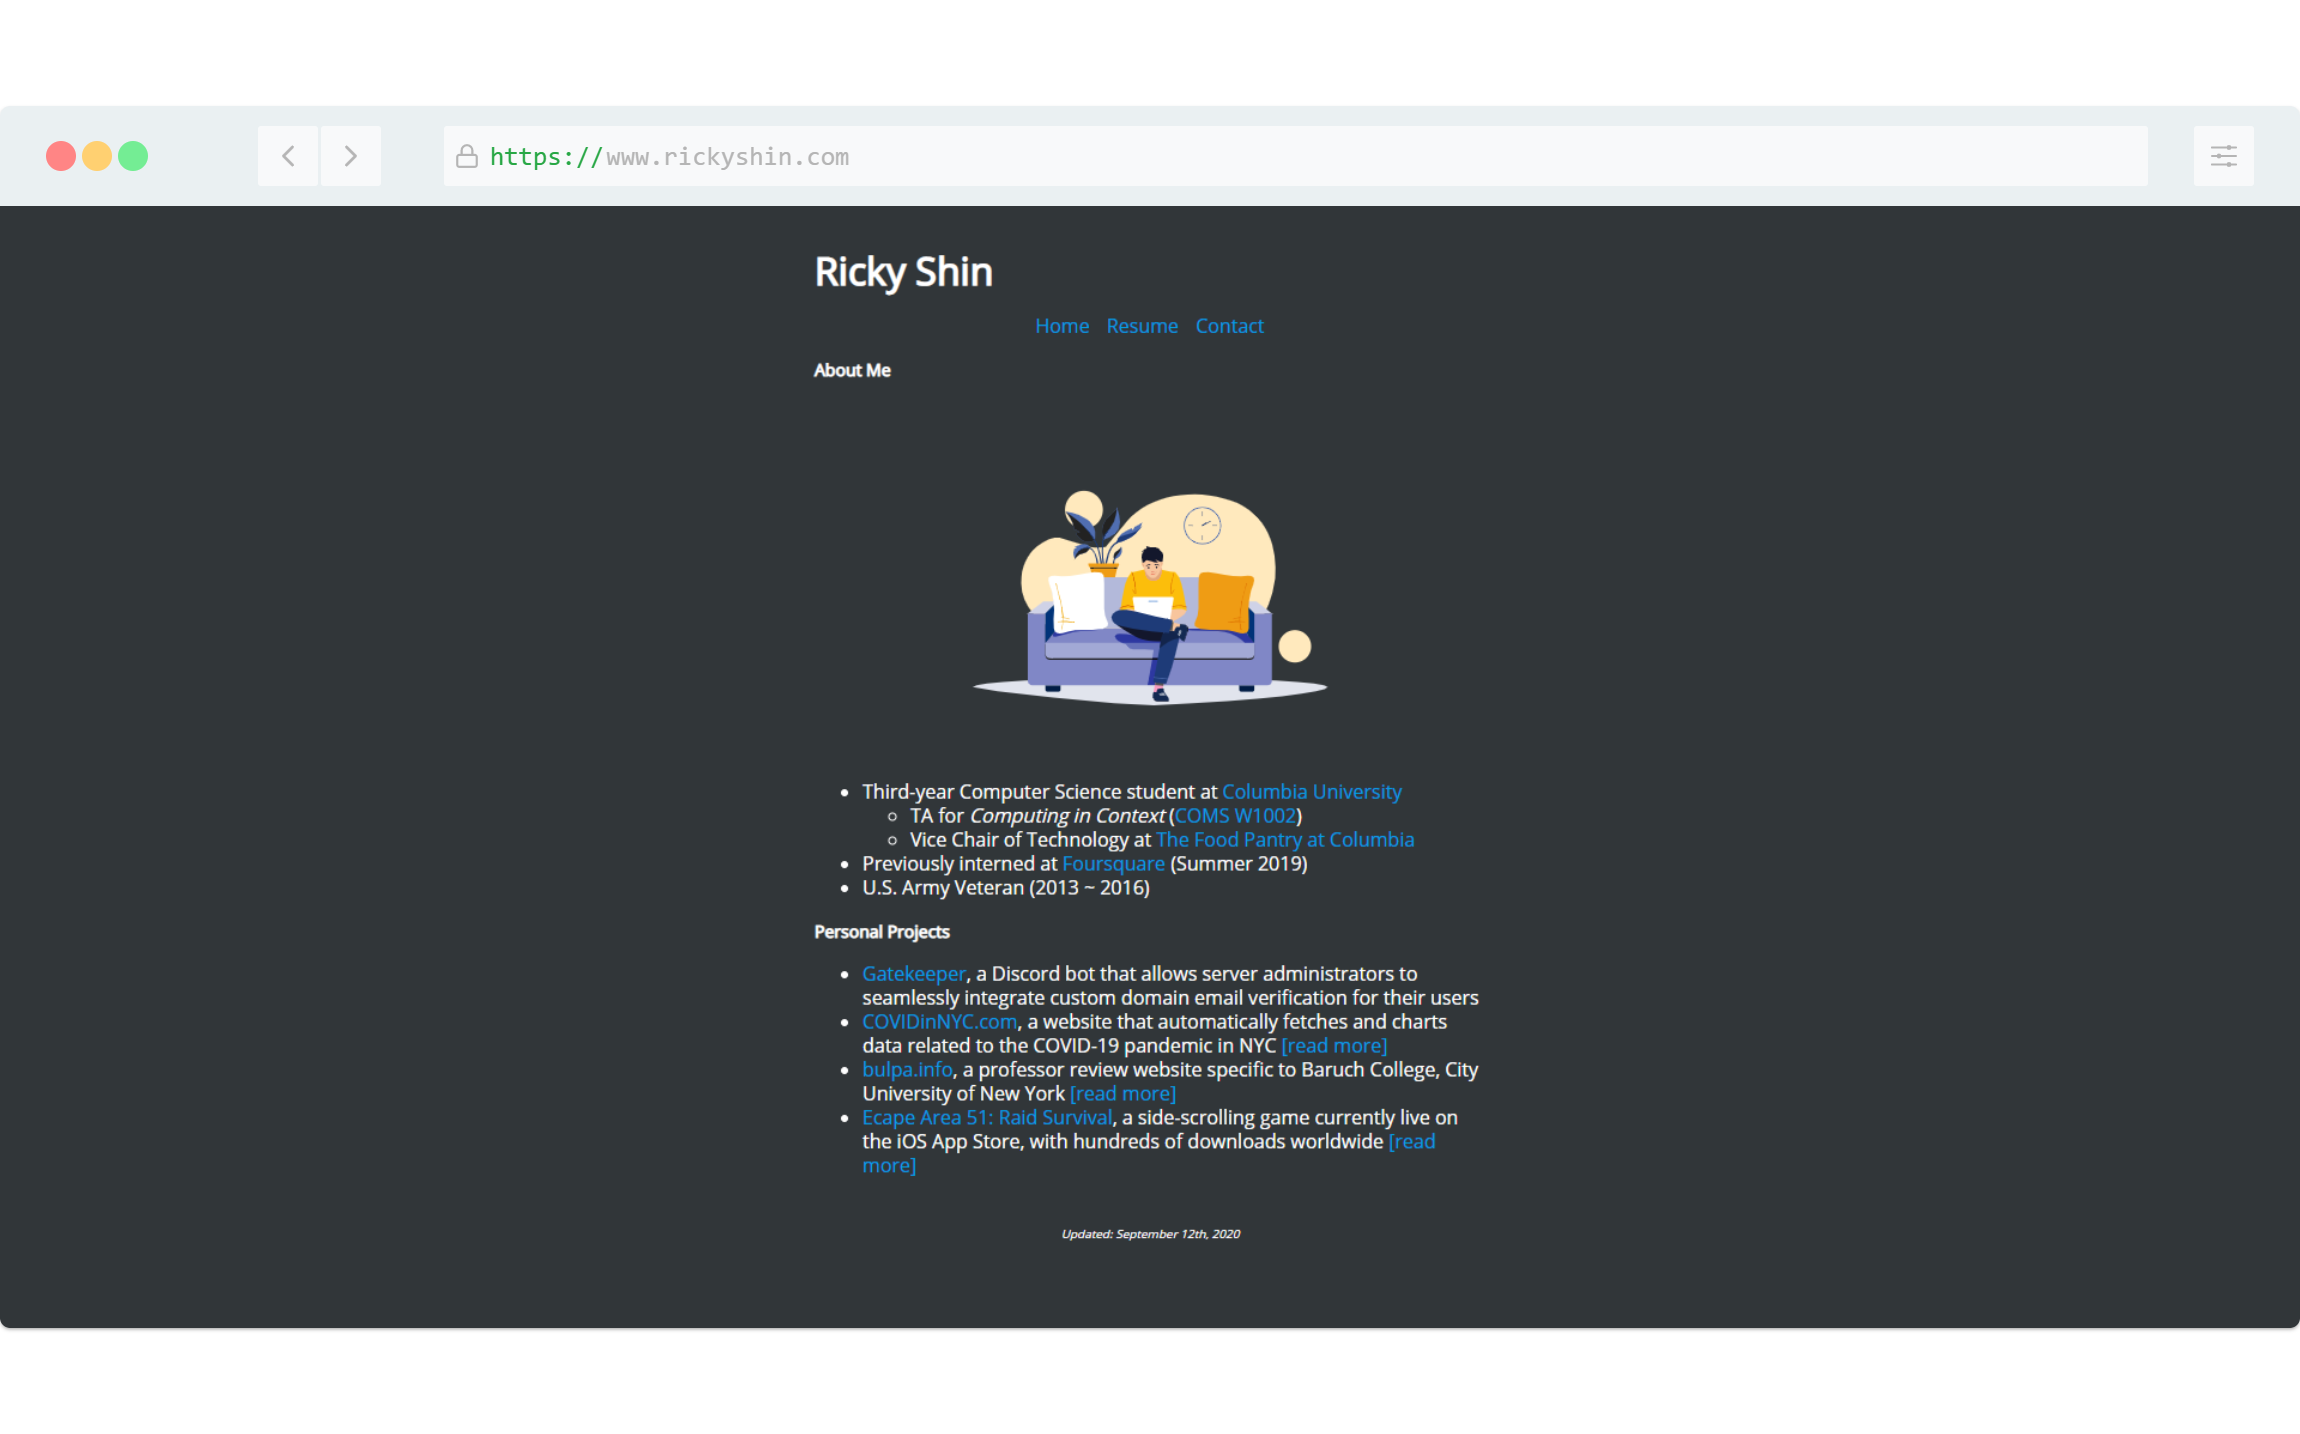 https://www.rickyshin.com
Ricky Shin
Home Resume Contact
About Me
Third-year Computer Science student at Columbia University
TA for Computing in Context (COMS W1002)
Vice Chair of Technology at The Food Pantry at Columbia
Previously interned at Foursquare (Summer 2019)
U.S. Army Veteran (2013 ~ 2016)
Personal Projects
Gatekeeper, a Discord bot that allows server administrators to
seamlessly integrate custom domain email verification for their users
COVIDinNYC.com, a website that automatically fetches and charts
data related to the COVID-19 pandemic in NYC [read more]
bulpa.info, a professor review website specific to Baruch College, City
University of New York [read more]
Ecape Area 51: Raid Survival, a side-scrolling game currently live on
the iOS App Store, with hundreds of downloads worldwide [read
more]
Updated: September 12th, 2020